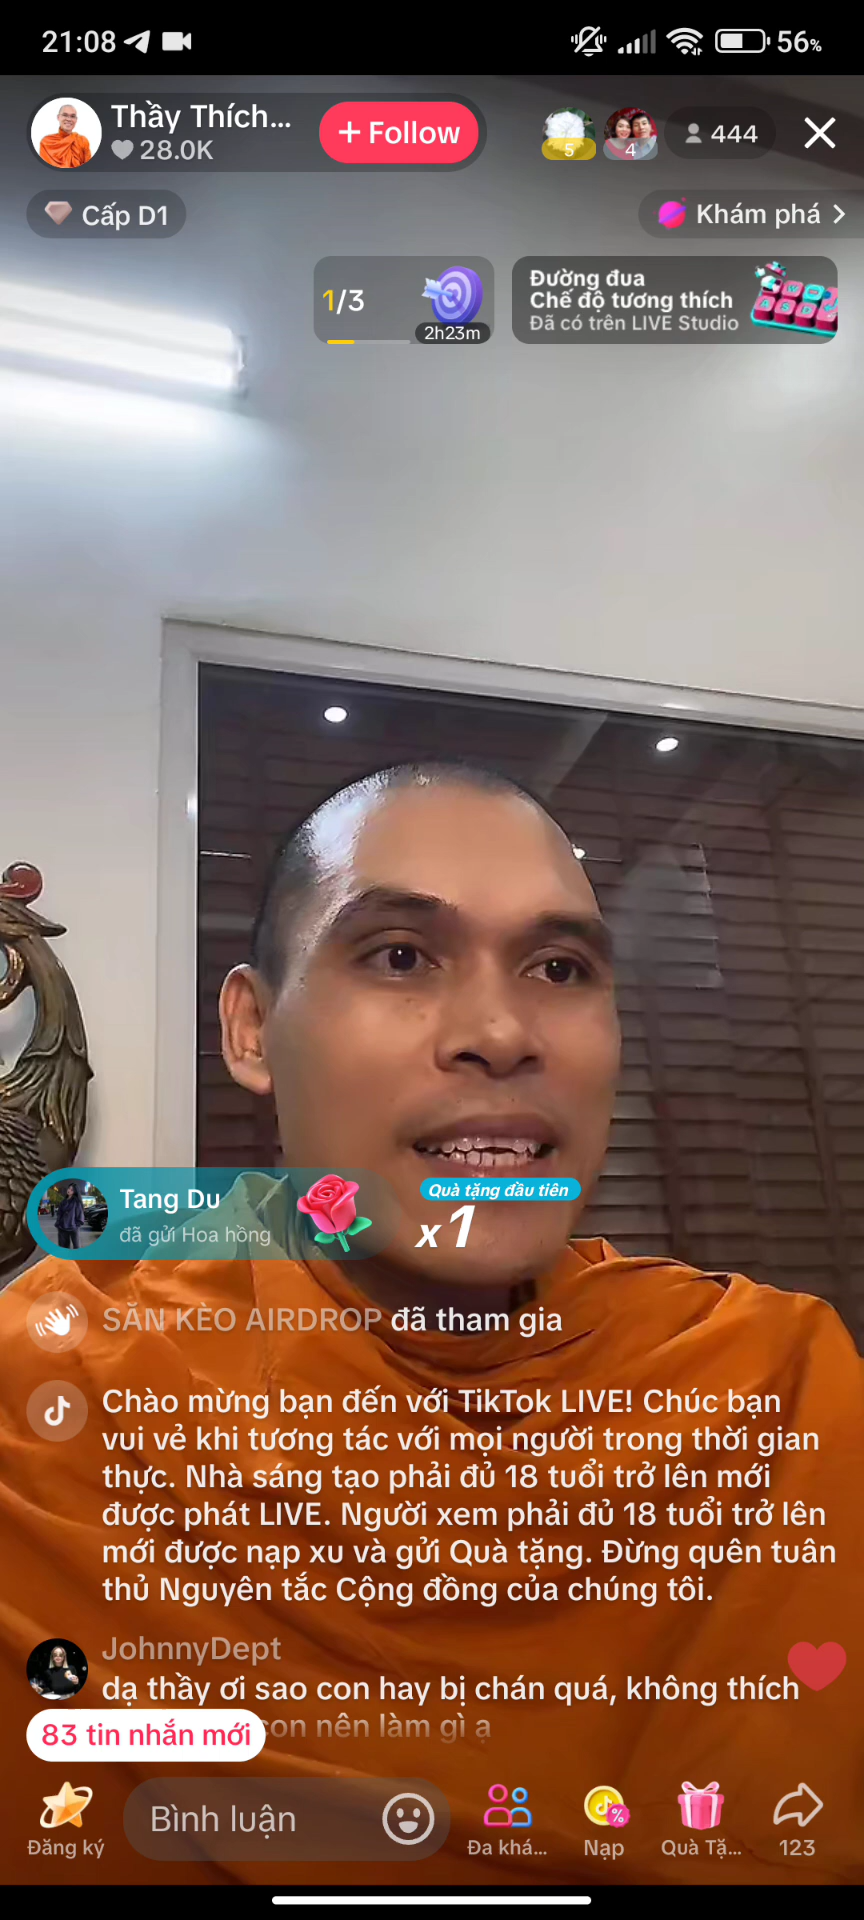 21:08
56%
Thầy Thích...
+ Follow
28.0K
5
4
444
Cấp D1
Khám phá
1/3
2h23m
Đường đua
Chế độ tương thích
Đã có trên LIVE Studio
Tang Du
đã gửi Hoa hồng
Quà tặng đầu tiên
x1
SĂN KÈO AIRDROP đã tham gia
Chào mừng bạn đến với TikTok LIVE! Chúc bạn
vui vẻ khi tương tác với mọi người trong thời gian
thực. Nhà sáng tạo phải đủ 18 tuổi trở lên mới
được phát LIVE. Người xem phải đủ 18 tuổi trở lên
mới được nạp xu và gửi Quà tặng. Đừng quên tuân
thủ Nguyên tắc Cộng đồng của chúng tôi.
JohnnyDept
dạ thầy ơi sao con hay bị chán quá, không thích
con nên làm gì ạ
83 tin nhắn mới
Đăng ký
Bình luận
Đa khá...
Nạp
Quà Tặ...
123